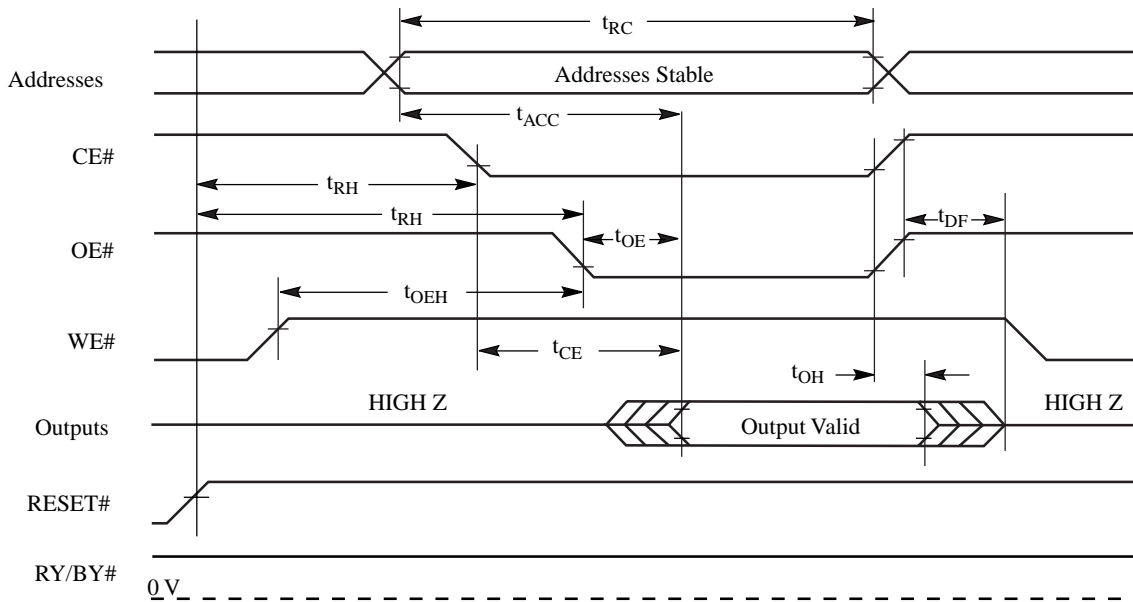 tRC
Addresses
Addresses Stable
tACC
CE#
tRH
tRH
tOE
tDF
OE#
tOEH
WE#
tCE
tOH
HIGH Z
HIGH Z
Outputs
Output Valid
RESET#
RY/BY#
0 V